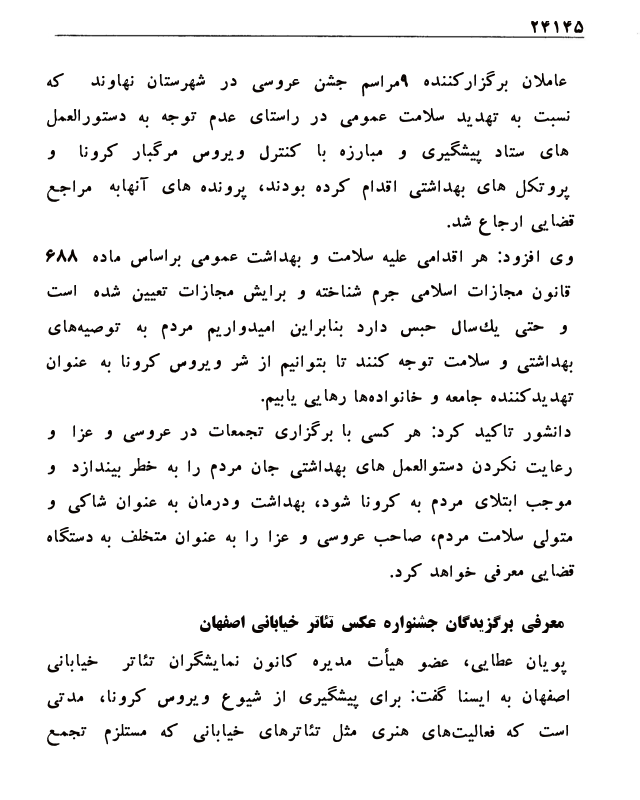 ۲۴۱۴۵
عاملان برگزارکننده ۹مراسم جشن عروسی در شهرستان نهاوند که
نسبت به تهدید سلامت عمومی در راستای عدم توجه به دستورالعمل
های ستاد پیشگیری و مبارزه با کنترل ویروس مرگبار کرونا و
پروتکل های بهداشتی اقدام کرده بودند، پرونده های آنهابه مراجع
قضایی ارجاع شد.
وی افزود: هر اقدامی علیه سلامت و بهداشت عمومی براساس ماده ۶۸۸
قانون مجازات اسلامی جرم شناخته و برایش مجازات تعیین شده است
و حتی یك‌سال حبس دارد بنابراین امیدواریم مردم به توصیه‌های
بهداشتی و سلامت توجه کنند تا بتوانیم از شر ویروس کرونا به عنوان
تهدیدکننده جامعه و خانواده‌ها رهایی یابیم.
دانشور تاکید کرد: هر کسی با برگزاری تجمعات در عروسی و عزا و
رعایت نکردن دستوالعمل های بهداشتی جان مردم را به خطر بیندازد و
موجب ابتلای مردم به کرونا شود، بهداشت ودرمان به عنوان شاکی و
متولی سلامت مردم، صاحب عروسی و عزا را به عنوان متخلف به دستگاه
قضایی معرفی خواهد کرد.
معرفی برگزیدگان جشنواره عکس تئاتر خیابانی اصفهان
پویان عطایی، عضو هیأت مدیره کانون نمایشگران تئاتر خیابانی
اصفهان به ایسنا گفت: برای پیشگیری از شیوع ویروس کرونا، مدتی
است که فعالیت‌های هنری مثل تئاترهای خیابانی که مستلزم تجمع